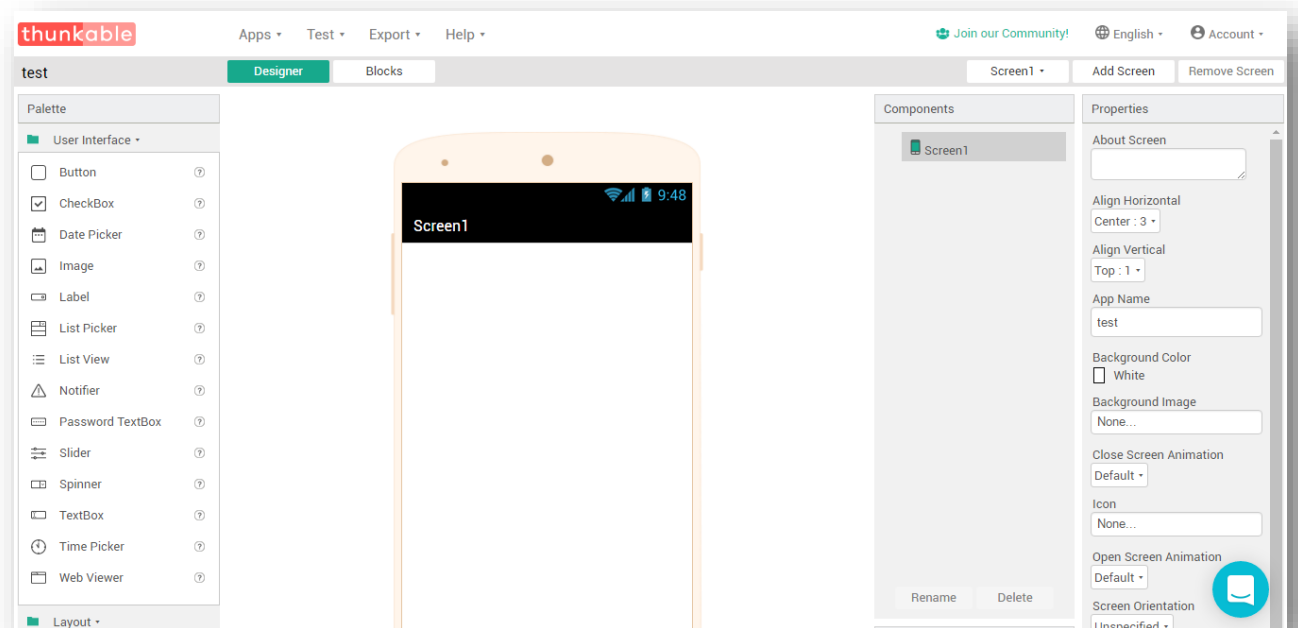 thunkable
Apps Test Export Help Join our Community! English Account
test Designer Blocks Screen1 Add Screen Remove Screen
Palette
User Interface
Button ?
CheckBox ?
Date Picker ?
Image ?
Label ?
List Picker ?
List View ?
Notifier ?
Password TextBox ?
Slider ?
Spinner ?
TextBox ?
Time Picker ?
Web Viewer ?
Layout
9:48
Screen1
Components
Screen1
Rename Delete
Properties
About Screen
Align Horizontal
Center : 3
Align Vertical
Top : 1
App Name
test
Background Color
White
Background Image
None...
Close Screen Animation
Default
Icon
None...
Open Screen Animation
Default
Screen Orientation
Unspecified